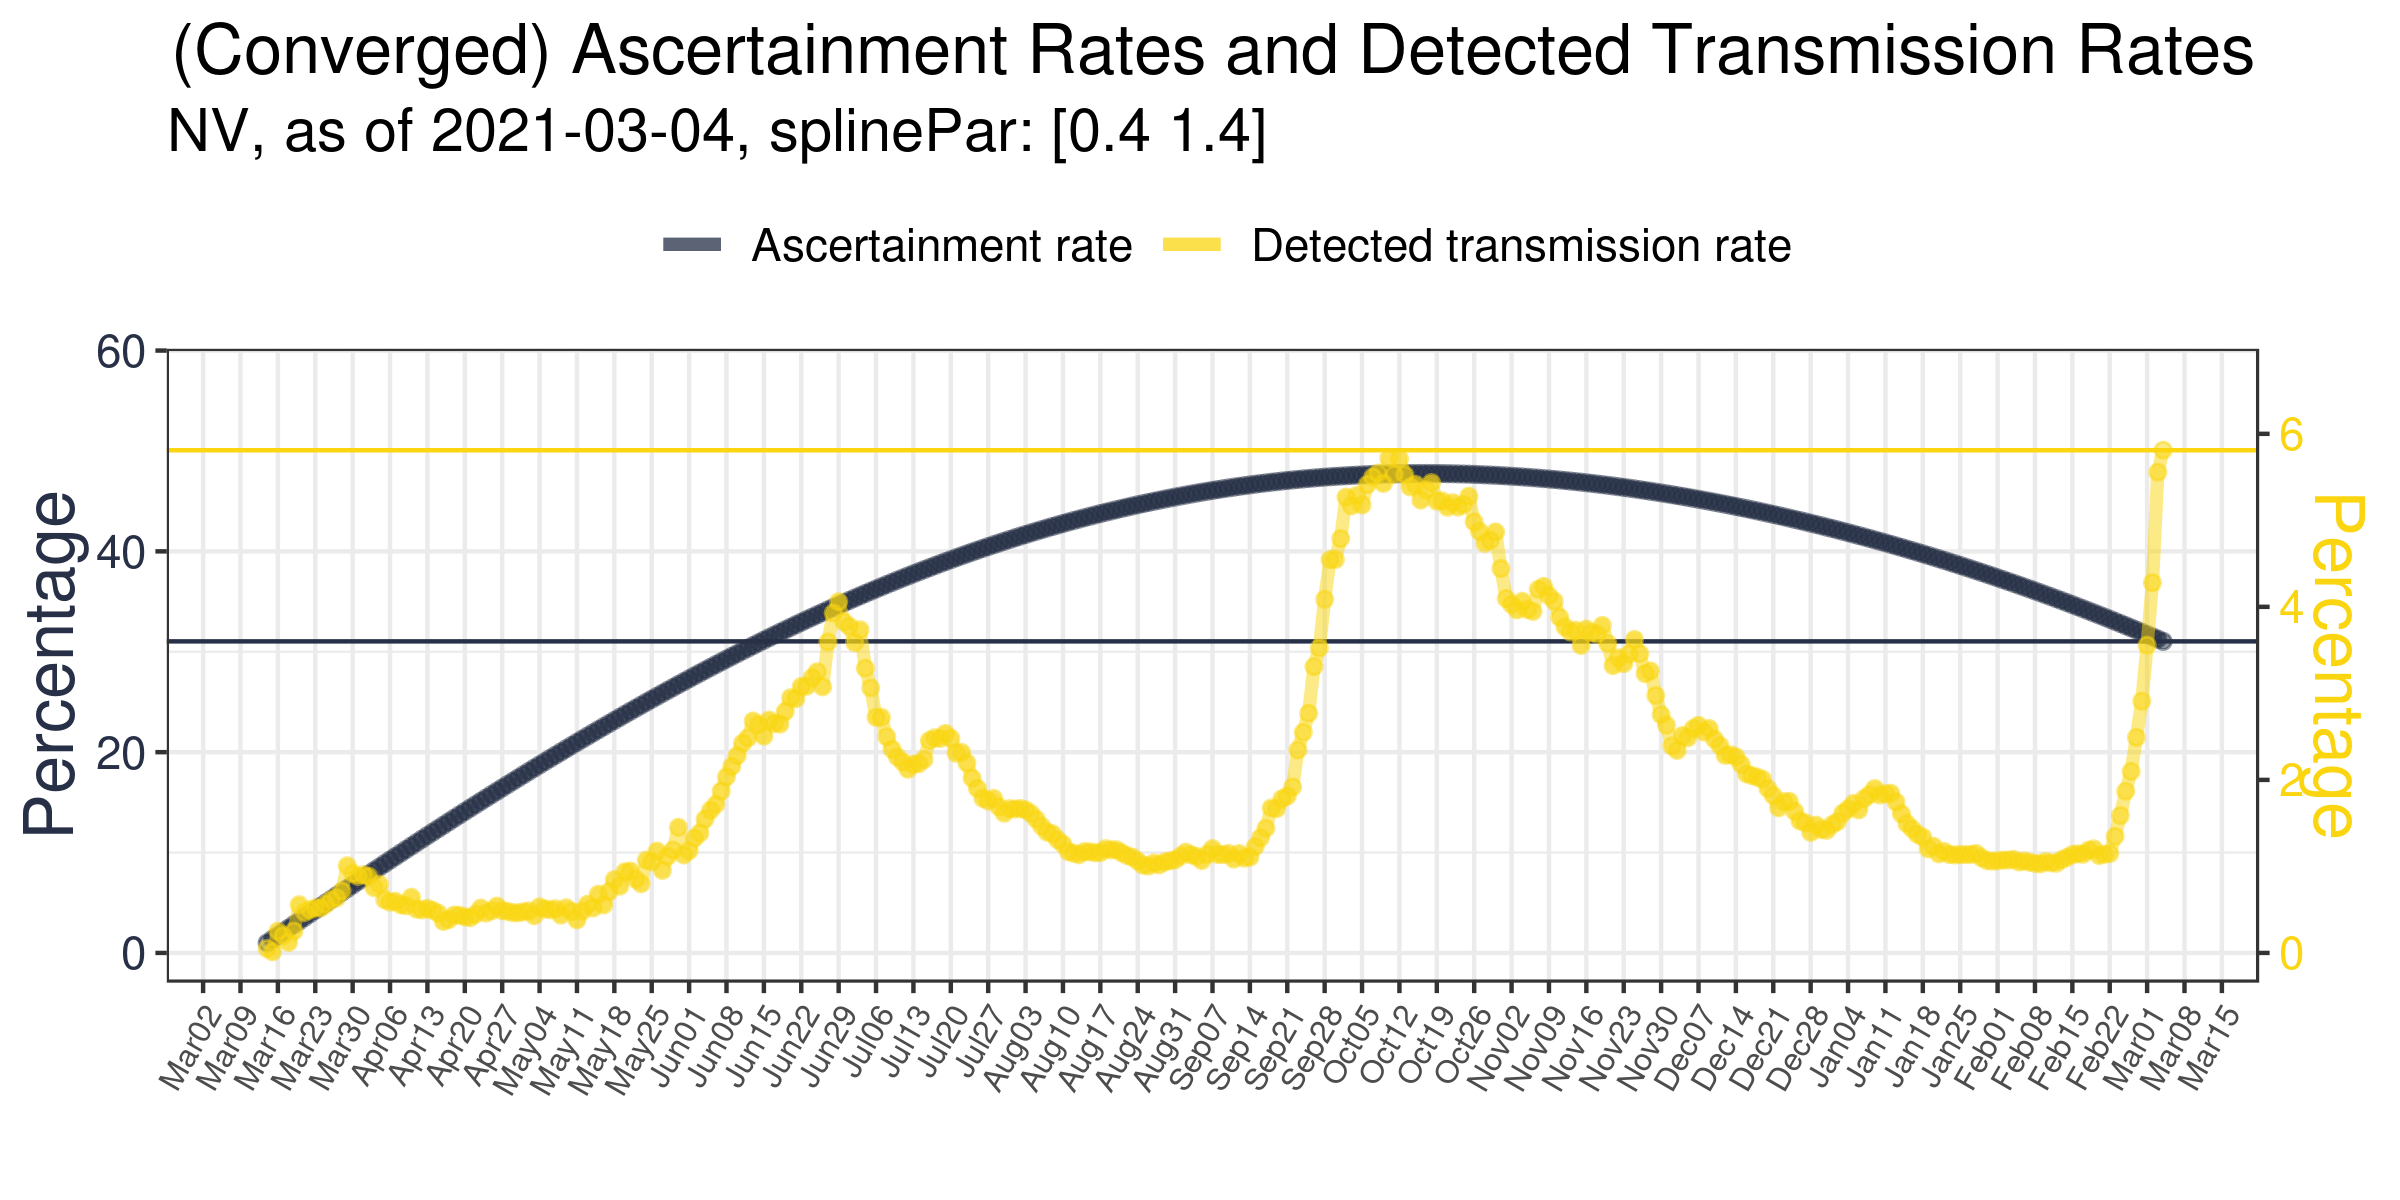 (Converged) Ascertainment Rates and Detected Transmission Rates
NV, as of 2021-03-04, splinePar: [0.4 1.4]
Ascertainment rate
Detected transmission rate
Percentage
60
40
20
0
6
4
2
0
Percentage
Mar02
Mar09
Mar16
Mar23
Mar30
Apr06
Apr13
Apr20
Apr27
May04
May11
May18
May25
Jun01
Jun08
Jun15
Jun22
Jun29
Jul06
Jul13
Jul20
Jul27
Aug03
Aug10
Aug17
Aug24
Aug31
Sep07
Sep14
Sep21
Sep28
Oct05
Oct12
Oct19
Oct26
Nov02
Nov09
Nov16
Nov23
Nov30
Dec07
Dec14
Dec21
Dec28
Jan04
Jan11
Jan18
Jan25
Feb01
Feb08
Feb15
Feb22
Mar01
Mar08
Mar15